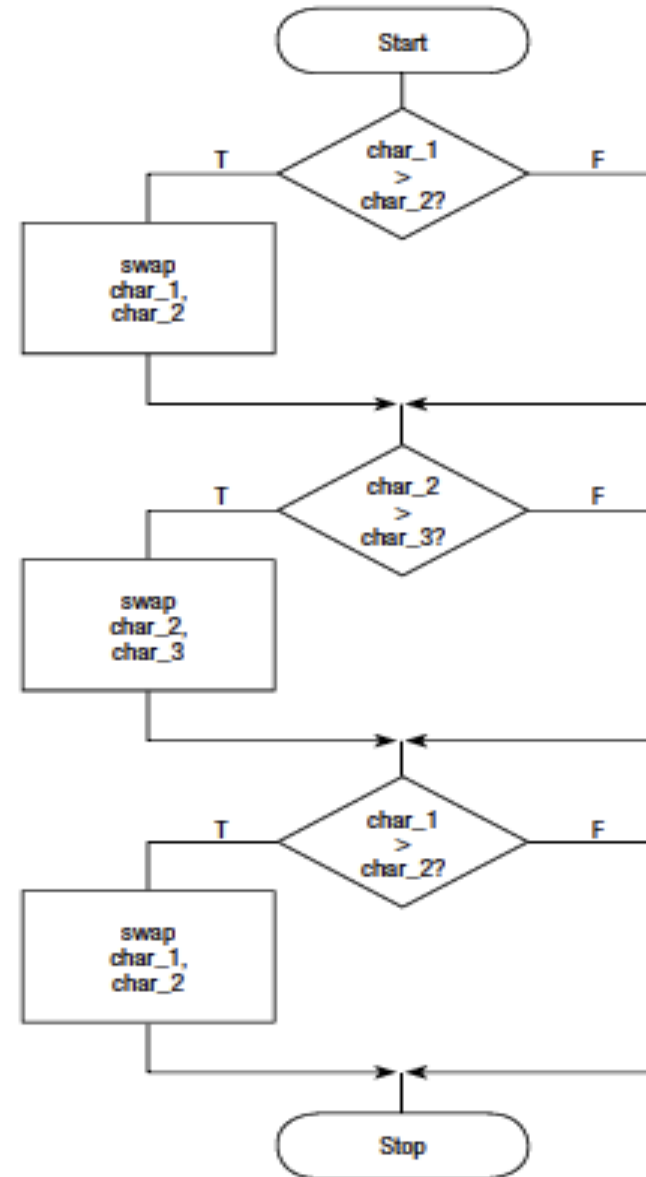 Start
char_1
>
char_2?
T
F
swap
char_1,
char_2
char_2
>
char_3?
T
F
swap
char_2,
char_3
char_1
>
char_2?
T
F
swap
char_1,
char_2
Stop